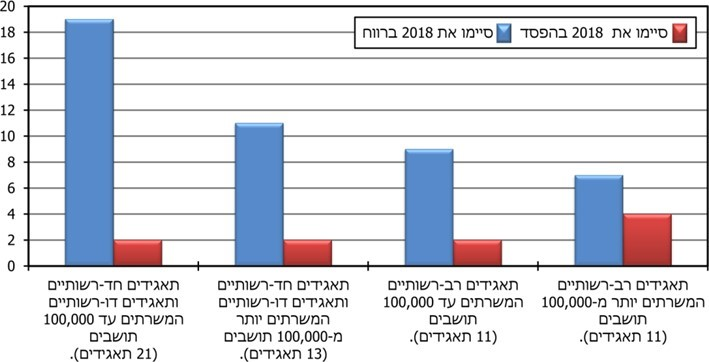 20
18
16
14
12
10
8
6
4
2
0
סיימו את 2018 ברווח
סיימו את 2018 בהפסד
תאגידים חד-רשותיים
ותאגידים דו-רשותיים
המשרתים עד 100,000
תושבים
(21 תאגידים).
תאגידים חד-רשותיים
ותאגידים דו-רשותיים
המשרתים יותר
מ-100,000 תושבים
(13 תאגידים).
תאגידים רב-רשותיים
המשרתים עד 100,000
תושבים
(11 תאגידים).
תאגידים רב-רשותיים
המשרתים יותר מ-100,000
תושבים
(11 תאגידים).